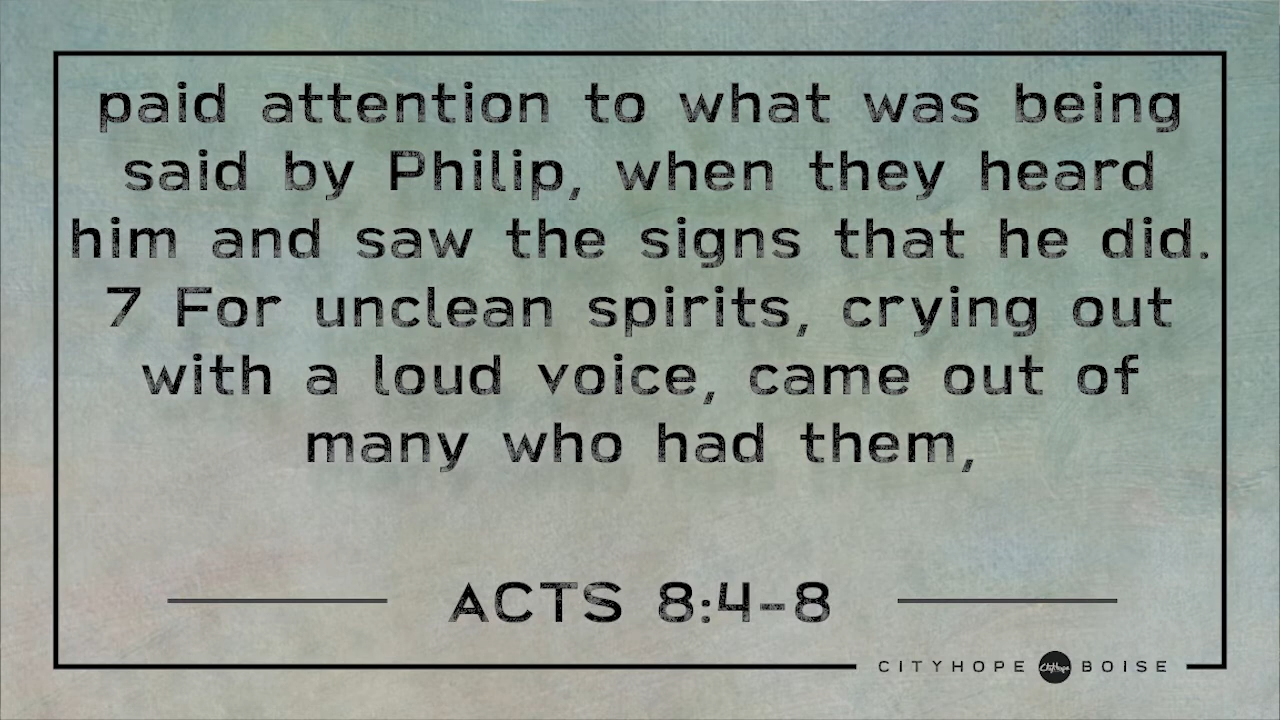 paid attention to what was being
said by Philip, when they heard
him and saw the signs that he did.
7 For unclean spirits, crying out
with a loud voice, came out of
many who had them,
ACTS 8:4-8
CITYHOPE CityHope BOISE